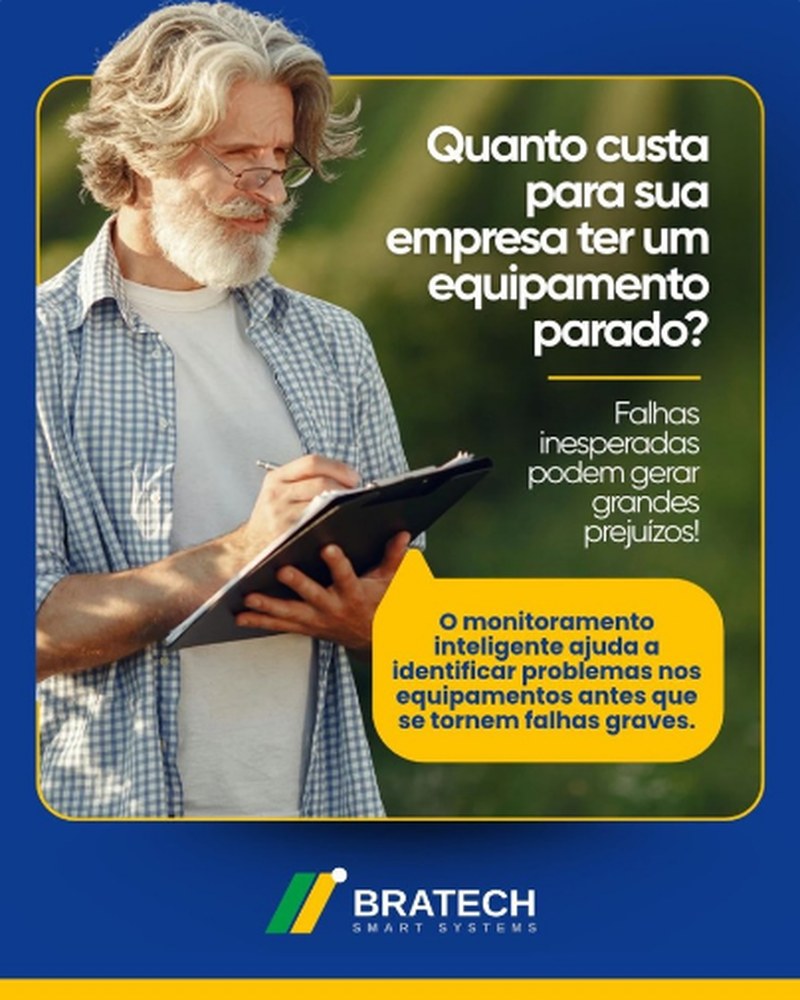 Quanto custa
para sua
empresa ter um
equipamento
parado?
Falhas
inesperadas
podem gerar
grandes
prejuízos!
O monitoramento
inteligente ajuda a
identificar problemas nos
equipamentos antes que
se tornem falhas graves.
BRATECH
SMART SYSTEMS